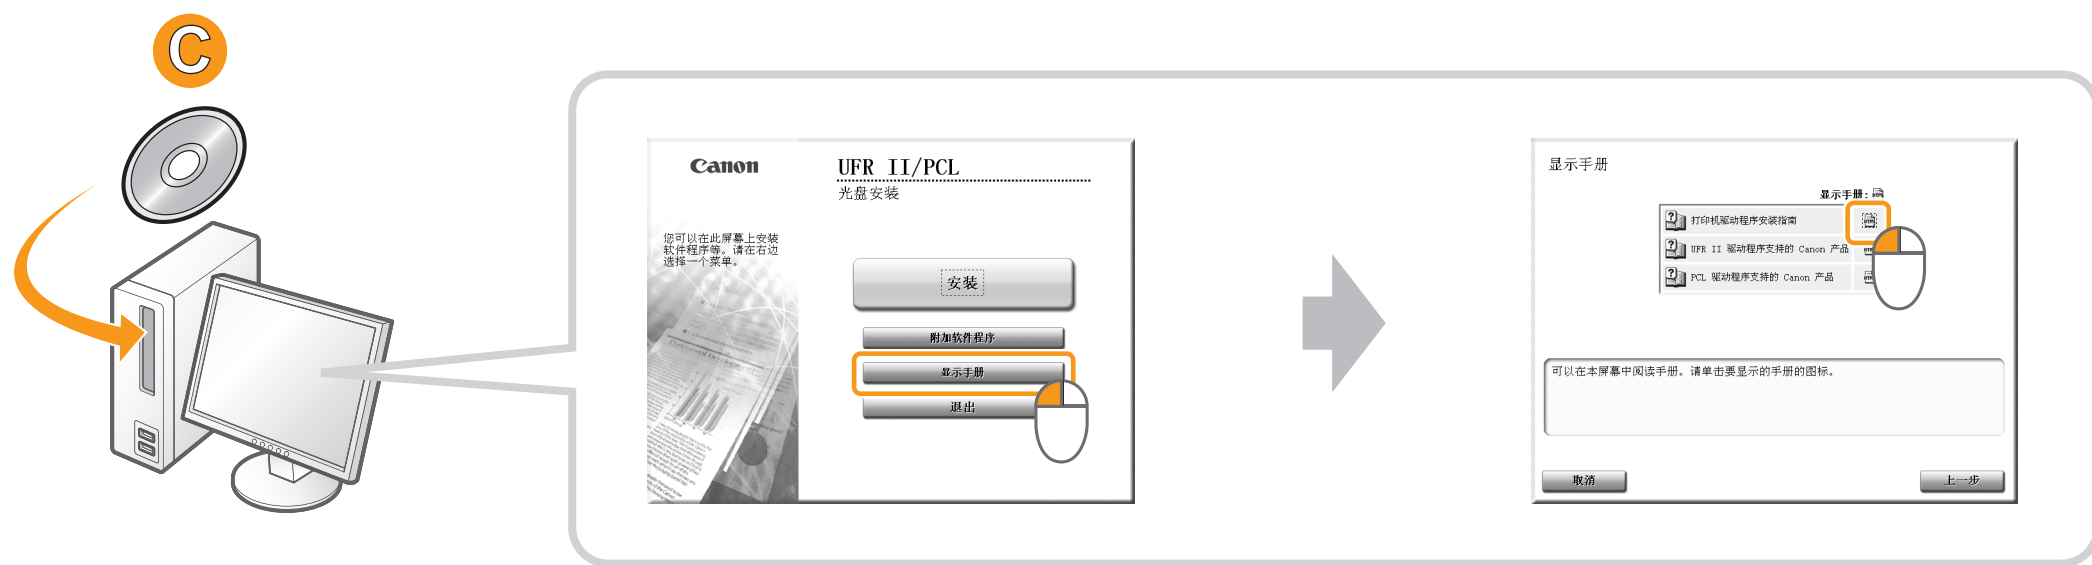 C
Canon
UFR II/PCL
光盘安装
您可以在此屏幕上安装
软件程序等。请在右边
选择一个菜单。
安装
附加软件程序
显示手册
退出
显示手册
显示手册:
打印机驱动程序安装指南
UFR II 驱动程序支持的 Canon 产品
PCL 驱动程序支持的 Canon 产品
可以在本屏幕中阅读手册。请单击要显示的手册的图标。
取消
上一步